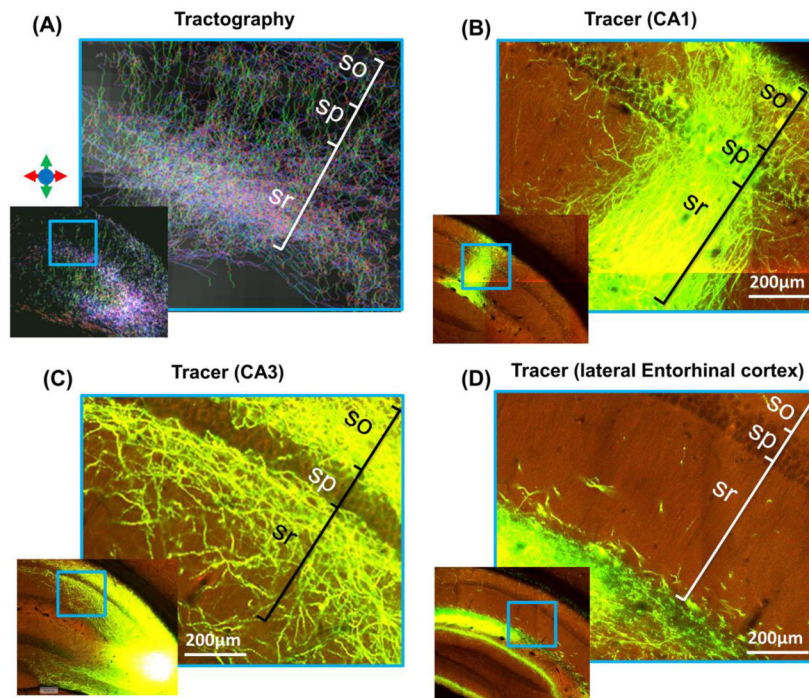 (A)
Tractography
so
sp
sr
(B)
Tracer (CA1)
so
sp
sr
200µm
(C)
Tracer (CA3)
so
sp
sr
200µm
(D)
Tracer (lateral Entorhinal cortex)
so
sp
sr
200µm